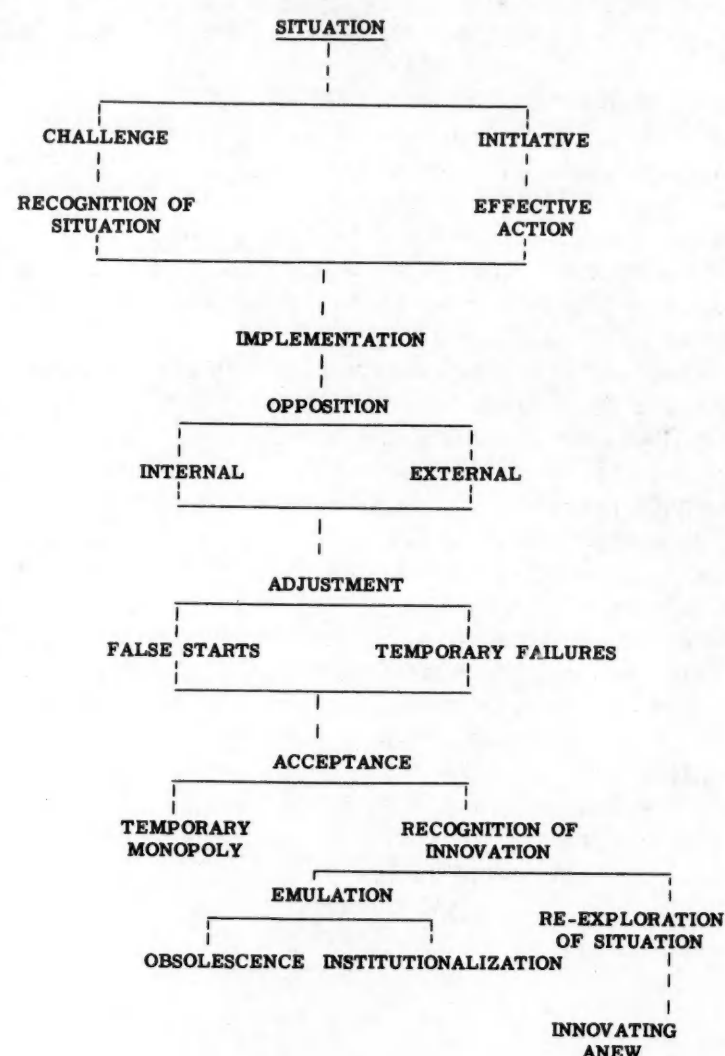 SITUATION
CHALLENGE
INITIATIVE
RECOGNITION OF
SITUATION
EFFECTIVE
ACTION
IMPLEMENTATION
OPPOSITION
INTERNAL
EXTERNAL
ADJUSTMENT
FALSE STARTS
TEMPORARY FAILURES
ACCEPTANCE
TEMPORARY
MONOPOLY
RECOGNITION OF
INNOVATION
EMULATION
RE-EXPLORATION
OF SITUATION
OBSOLESCENCE
INSTITUTIONALIZATION
INNOVATING
ANEW